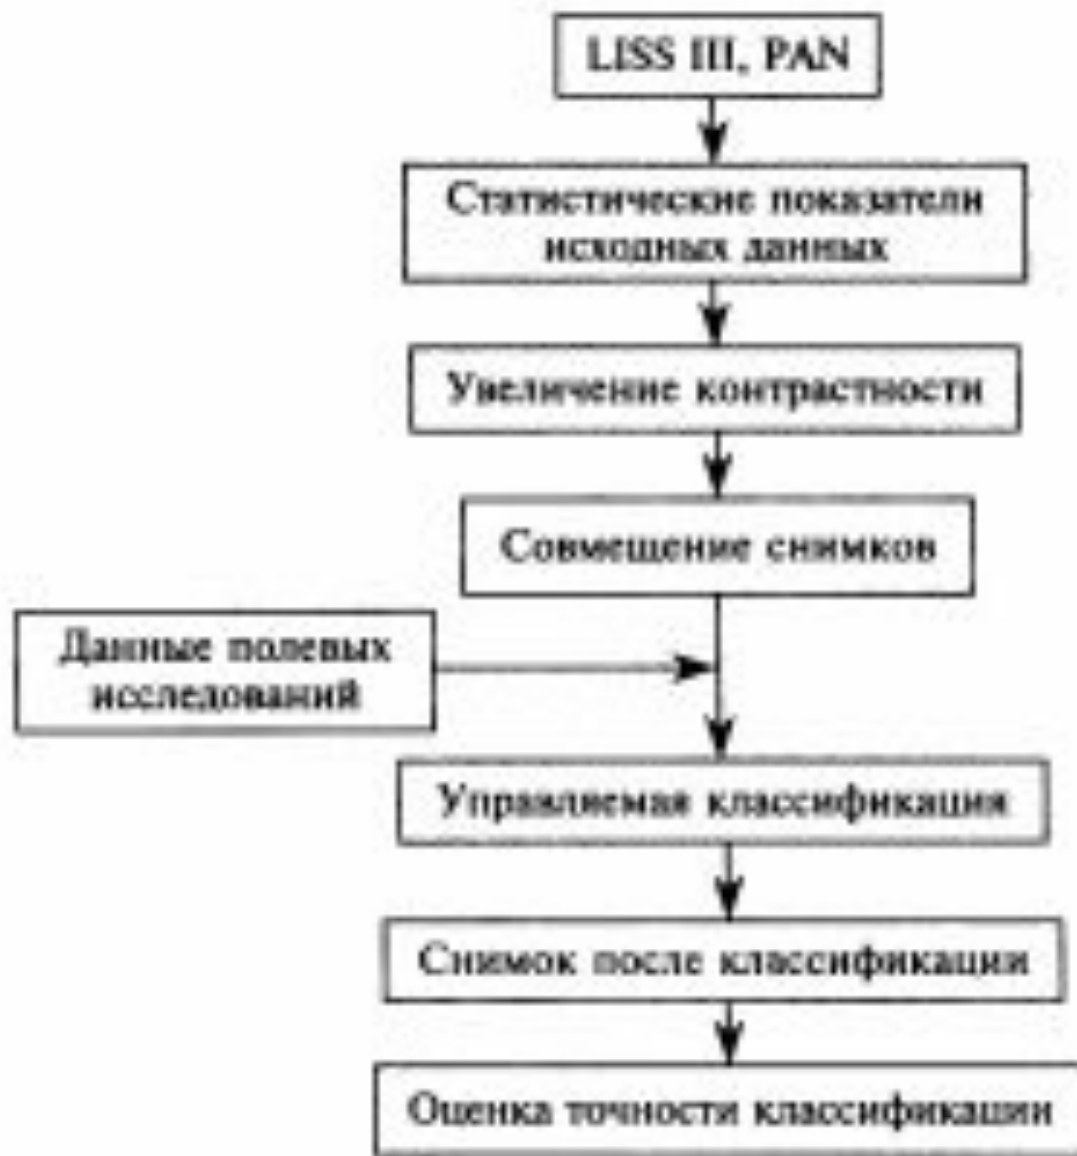 LISS III, PAN
Статистические показатели
исходных данных
Увеличение контрастности
Совмещение снимков
Данные полевых
исследований
Управляемая классификация
Снимок после классификации
Оценка точности классификации